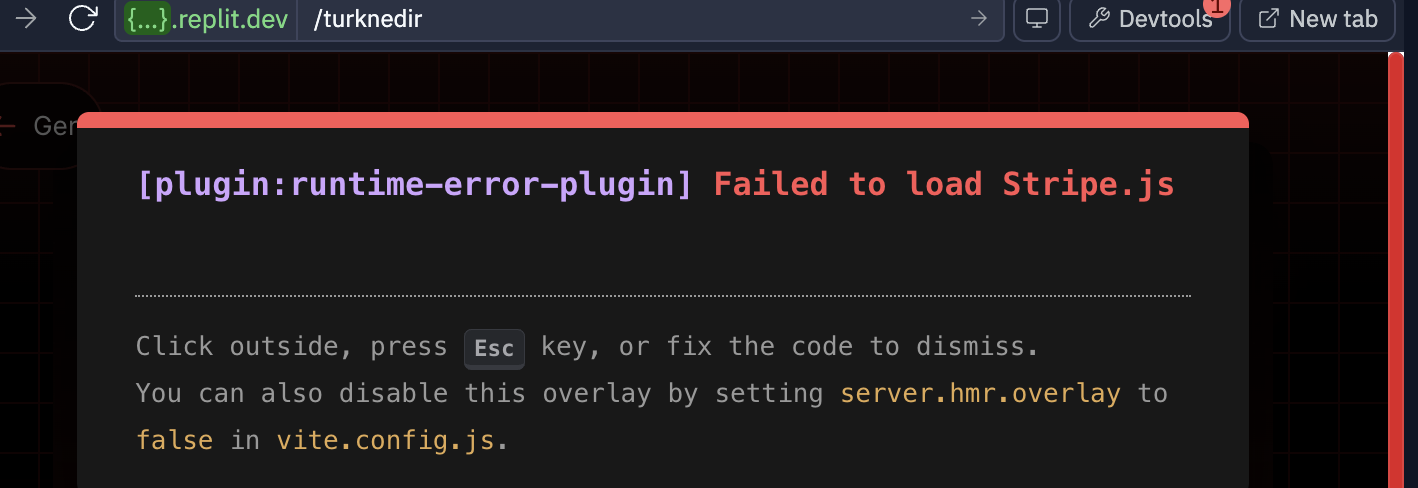 {...}.replit.dev /turknedir Devtools 1 New tab
Ger
[plugin:runtime-error-plugin] Failed to load Stripe.js
Click outside, press Esc key, or fix the code to dismiss.
You can also disable this overlay by setting server.hmr.overlay to
false in vite.config.js.